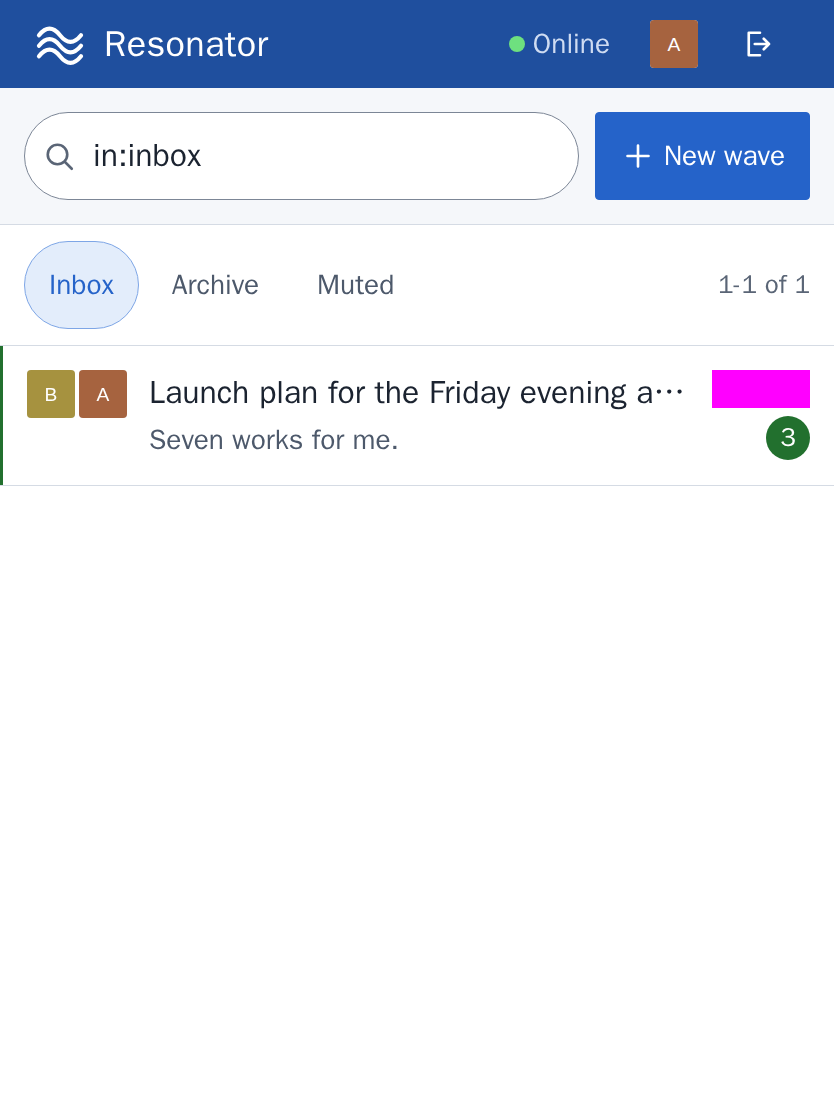 Resonator
Online
A
in:inbox
New wave
Inbox
Archive
Muted
1-1 of 1
B
A
Launch plan for the Friday evening a…
Seven works for me.
3